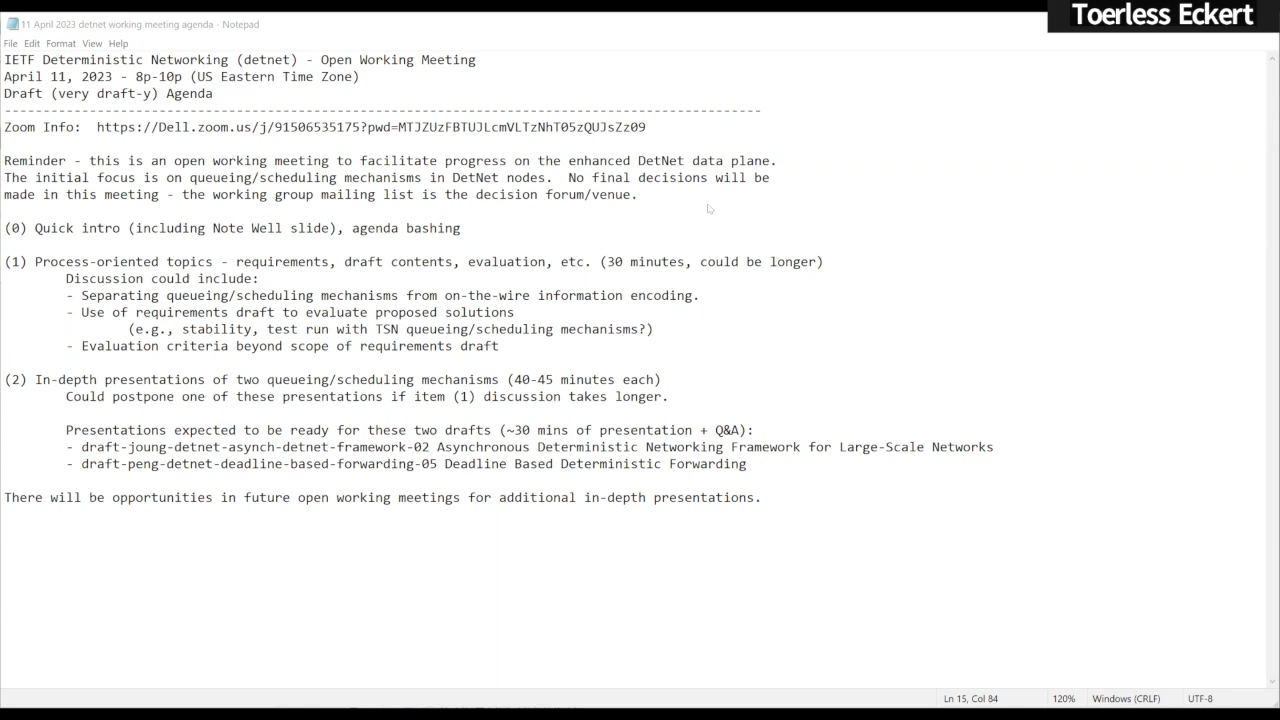 Toerless Eckert
11 April 2023 detnet working meeting agenda - Notepad
File Edit Format View Help
IETF Deterministic Networking (detnet) - Open Working Meeting
April 11, 2023 - 8p-10p (US Eastern Time Zone)
Draft (very draft-y) Agenda
---------------------------------------------------------------------------------------------------
Zoom Info:  https://Dell.zoom.us/j/91506535175?pwd=MTJZUzFBTUJLcmVLTzNhT05zQUJsZz09
Reminder - this is an open working meeting to facilitate progress on the enhanced DetNet data plane.
The initial focus is on queueing/scheduling mechanisms in DetNet nodes.  No final decisions will be
made in this meeting - the working group mailing list is the decision forum/venue.
(0) Quick intro (including Note Well slide), agenda bashing
(1) Process-oriented topics - requirements, draft contents, evaluation, etc. (30 minutes, could be longer)
Discussion could include:
- Separating queueing/scheduling mechanisms from on-the-wire information encoding.
- Use of requirements draft to evaluate proposed solutions
(e.g., stability, test run with TSN queueing/scheduling mechanisms?)
- Evaluation criteria beyond scope of requirements draft
(2) In-depth presentations of two queueing/scheduling mechanisms (40-45 minutes each)
Could postpone one of these presentations if item (1) discussion takes longer.
Presentations expected to be ready for these two drafts (~30 mins of presentation + Q&A):
- draft-joung-detnet-asynch-detnet-framework-02 Asynchronous Deterministic Networking Framework for Large-Scale Networks
- draft-peng-detnet-deadline-based-forwarding-05 Deadline Based Deterministic Forwarding
There will be opportunities in future open working meetings for additional in-depth presentations.
Ln 15, Col 84 120% Windows (CRLF) UTF-8